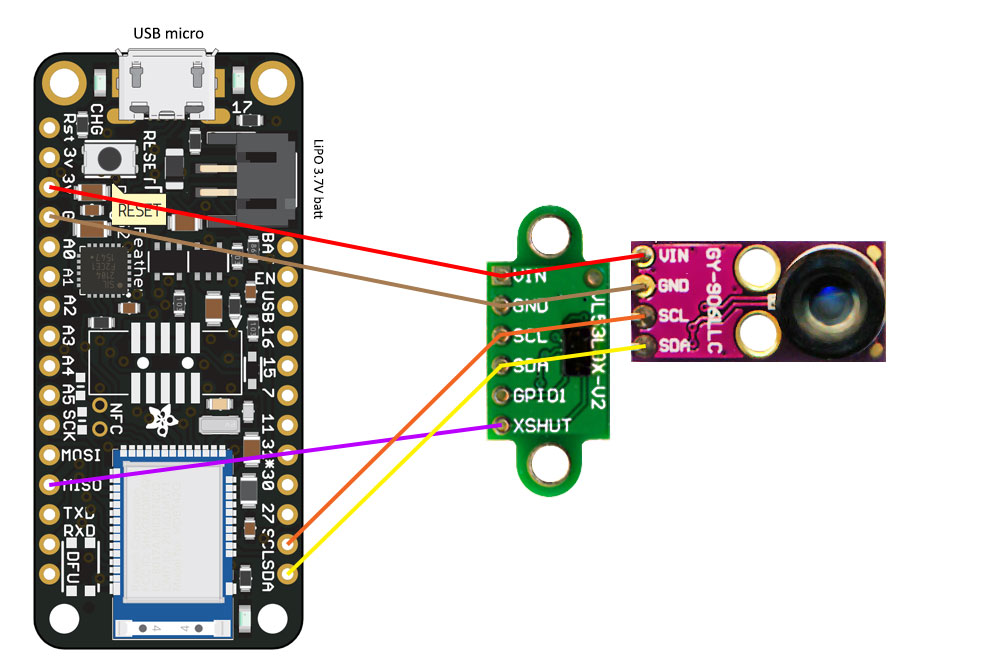 USB micro
LiPO 3.7V batt
17
CHG
RESET
Rst
3v
3v
G
RESET
Feather
A0
A1
A2
A3
A4
A5
SCK
MOSI
MISO
TXD
RXD
DFU
NFC
BA
EN
USB
16
15
7
11
31*
30
27
SCL
SDA
VIN
GND
SCL
SDA
GPIO1
XSHUT
VL53L0X-V2
VIN
GND
SCL
SDA
GY-906LLC